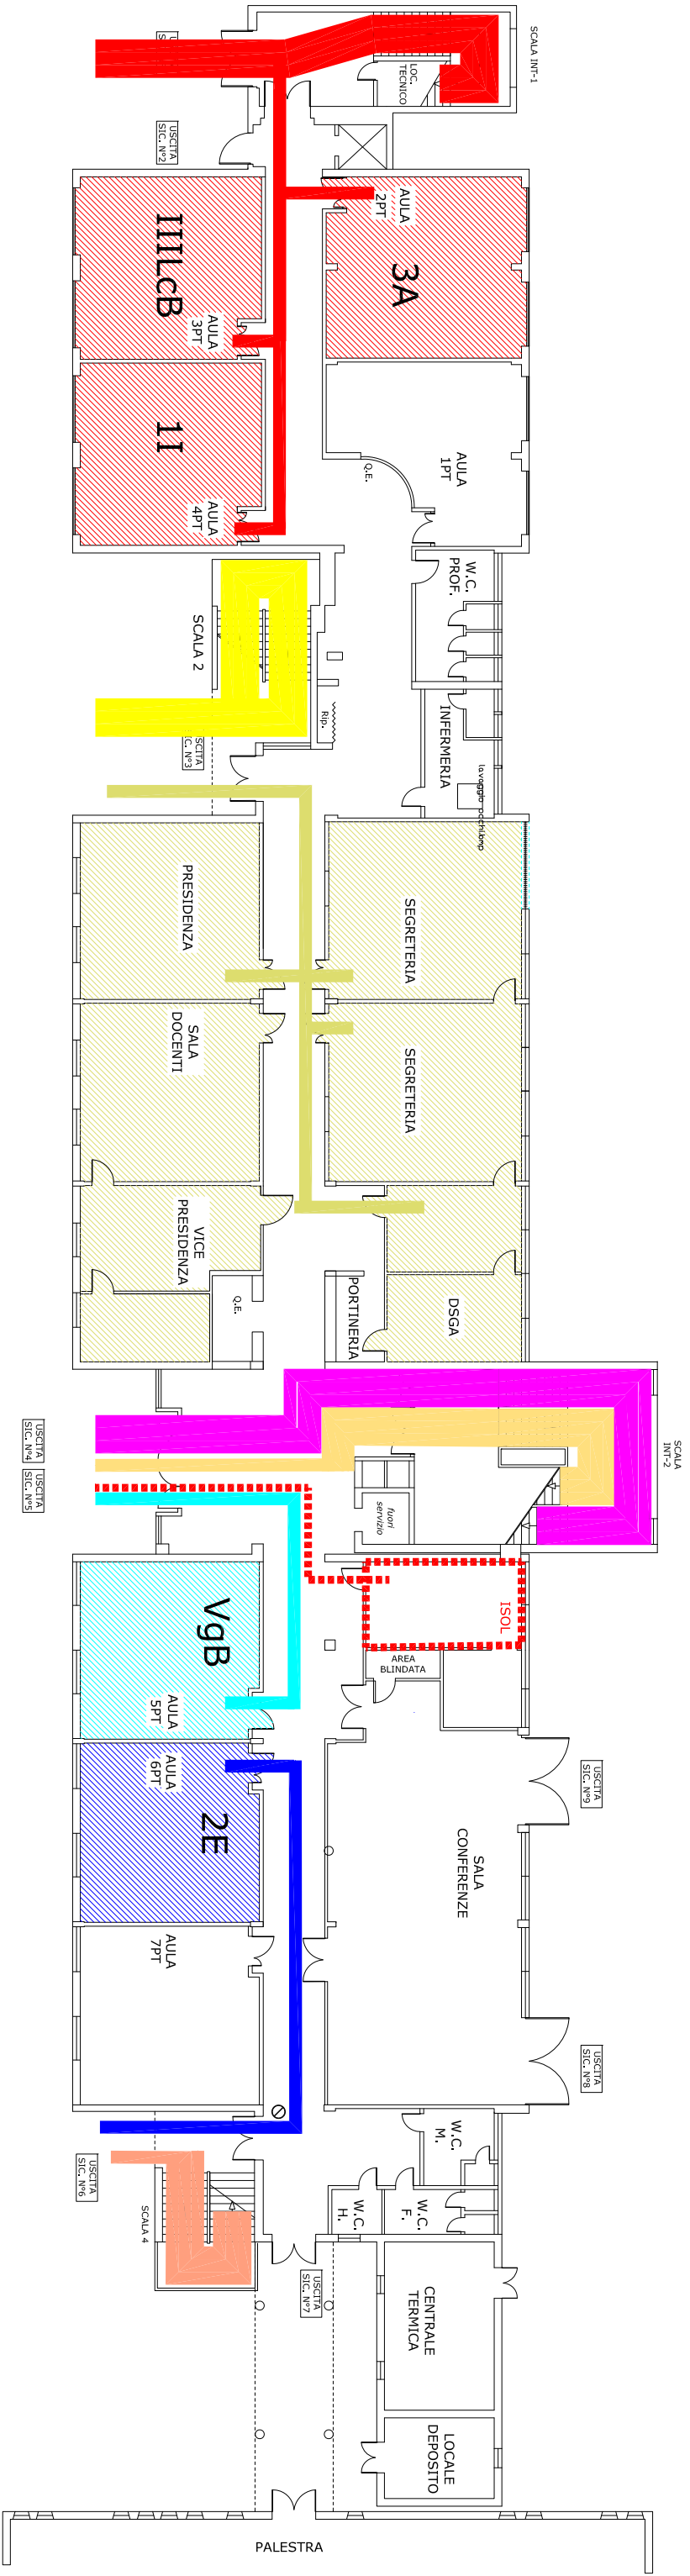 SCALA INT-1
LOC.
TECNICO
USCITA
SIC. N°2
AULA
2PT
3A
IIILcB
AULA
3PT
1I
AULA
4PT
AULA
1PT
Q.E.
W.C.
PROF.
SCALA 2
Rip.
INFERMERIA
lavaggio occhi.bmp
SCITA
IC. N°3
PRESIDENZA
SEGRETERIA
SALA
DOCENTI
SEGRETERIA
VICE
PRESIDENZA
Q.E.
PORTINERIA
DSGA
SCALA
INT-2
USCITA
SIC. N°4
USCITA
SIC. N°5
fuori
servizio
ISOL
AREA
BLINDATA
VgB
AULA
5PT
AULA
6PT
2E
USCITA
SIC. N°9
SALA
CONFERENZE
AULA
7PT
USCITA
SIC. N°8
W.C.
M.
USCITA
SIC. N°6
SCALA 4
W.C.
H.
W.C.
F.
USCITA
SIC. N°7
CENTRALE
TERMICA
LOCALE
DEPOSITO
PALESTRA